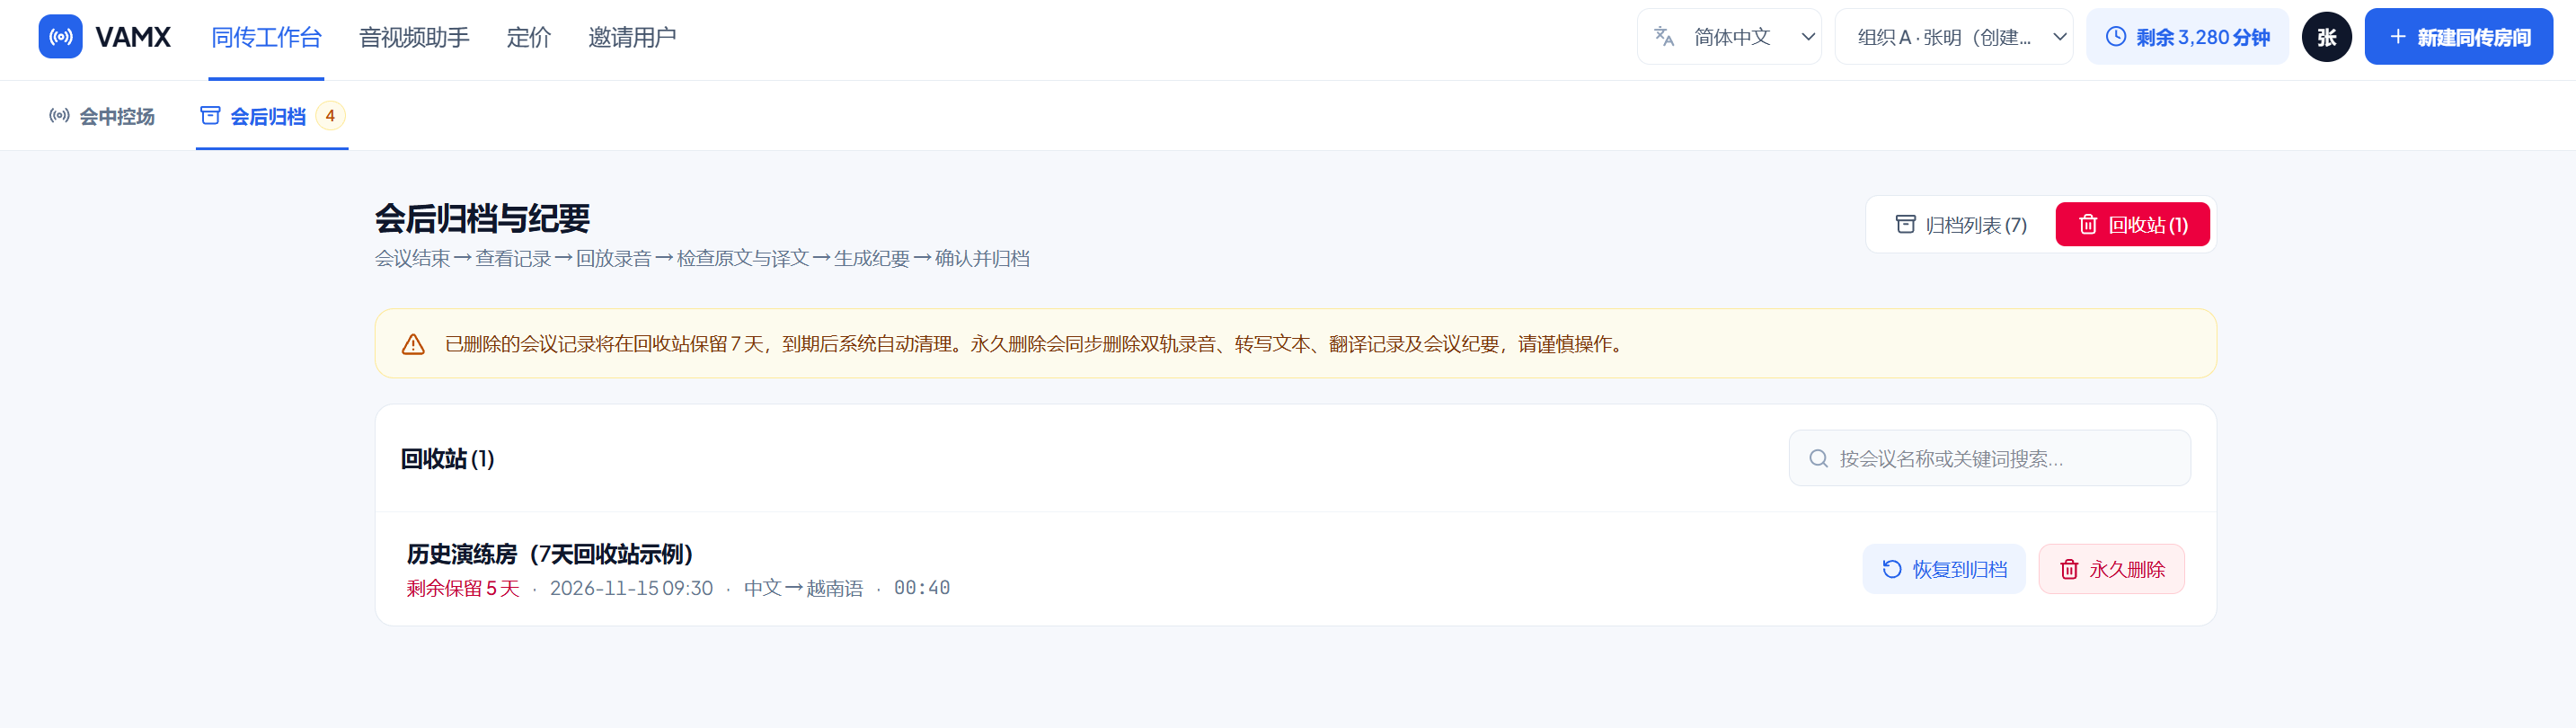 VAMX 同传工作台 音视频助手 定价 邀请用户 简体中文 组织 A · 张明（创建... 剩余 3,280 分钟 张 + 新建同传房间
会中控场 会后归档 4
会后归档与纪要
归档列表 (7) 回收站 (1)
会议结束 → 查看记录 → 回放录音 → 检查原文与译文 → 生成纪要 → 确认并归档
已删除的会议记录将在回收站保留 7 天，到期后系统自动清理。永久删除会同步删除双轨录音、转写文本、翻译记录及会议纪要，请谨慎操作。
回收站 (1) 按会议名称或关键词搜索...
历史演练房（7天回收站示例）
剩余保留 5 天 · 2026-11-15 09:30 · 中文 → 越南语 · 00:40
恢复到归档 永久删除